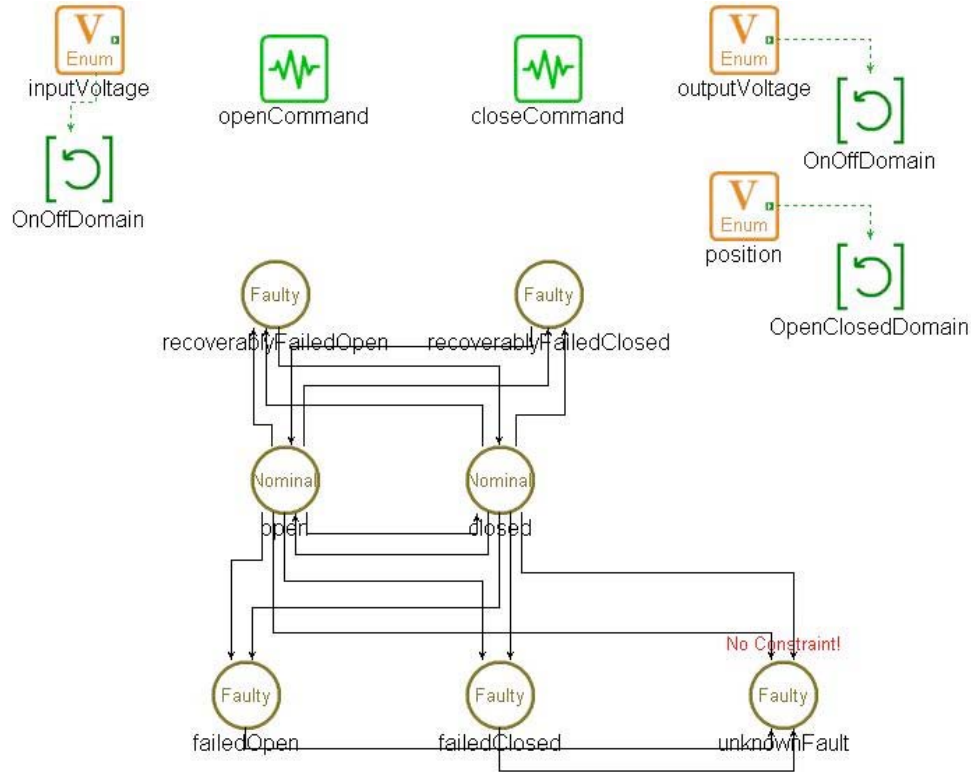 V
Enum
inputVoltage
OnOffDomain
openCommand
closeCommand
V
Enum
outputVoltage
OnOffDomain
V
Enum
position
OpenClosedDomain
Faulty
recoverablyFailedOpen
Faulty
recoverablyFailedClosed
Nominal
open
Nominal
closed
No Constraint!
Faulty
failedOpen
Faulty
failedClosed
Faulty
unknownFault